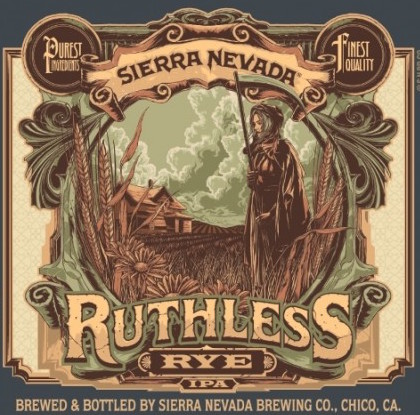 PUREST
INGREDIENTS
FINEST
QUALITY
SIERRA NEVADA®
RUTHLESS
RYE
IPA
BREWED & BOTTLED BY SIERRA NEVADA BREWING CO., CHICO, CA.